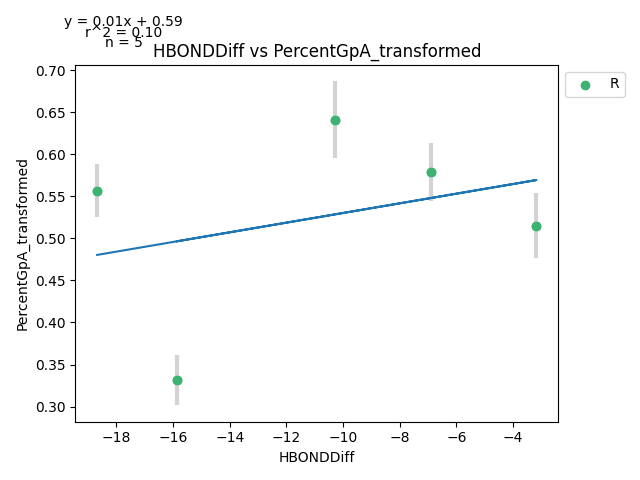 y = 0.01x + 0.59
r^2 = 0.10
n = 5
HBONDDiff vs PercentGpA_transformed
R
PercentGpA_transformed
0.70
0.65
0.60
0.55
0.50
0.45
0.40
0.35
0.30
−18 −16 −14 −12 −10 −8 −6 −4
HBONDDiff